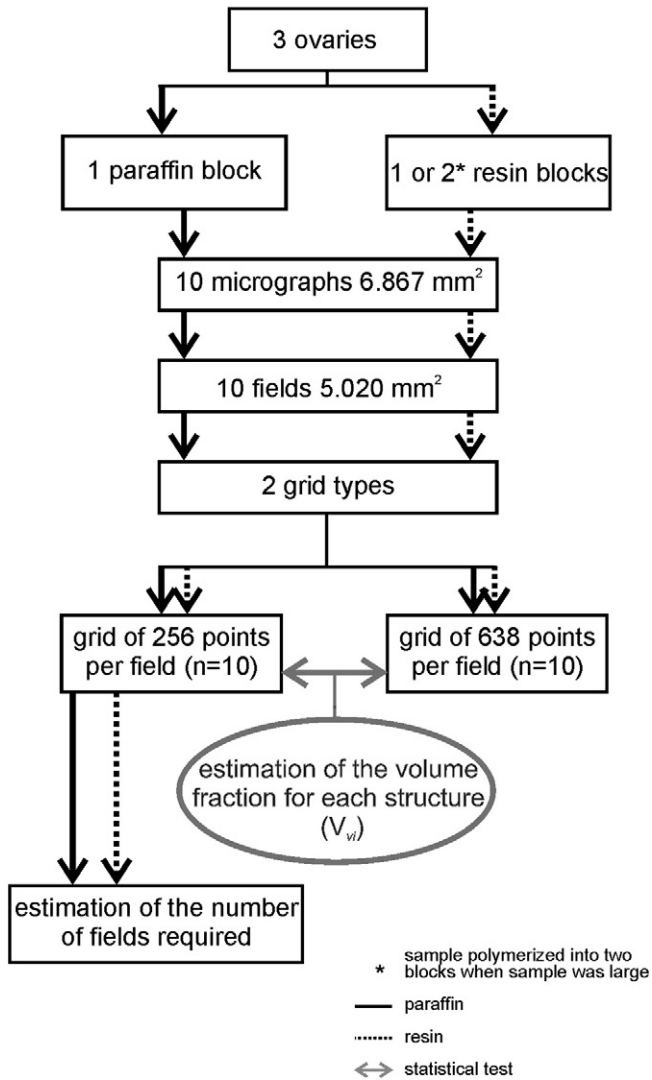 3 ovaries
1 paraffin block
1 or 2* resin blocks
10 micrographs 6.867 mm²
10 fields 5.020 mm²
2 grid types
grid of 256 points
per field (n=10)
grid of 638 points
per field (n=10)
estimation of the volume
fraction for each structure
(Vvi)
estimation of the number
of fields required
* sample polymerized into two
blocks when sample was large
paraffin
resin
statistical test